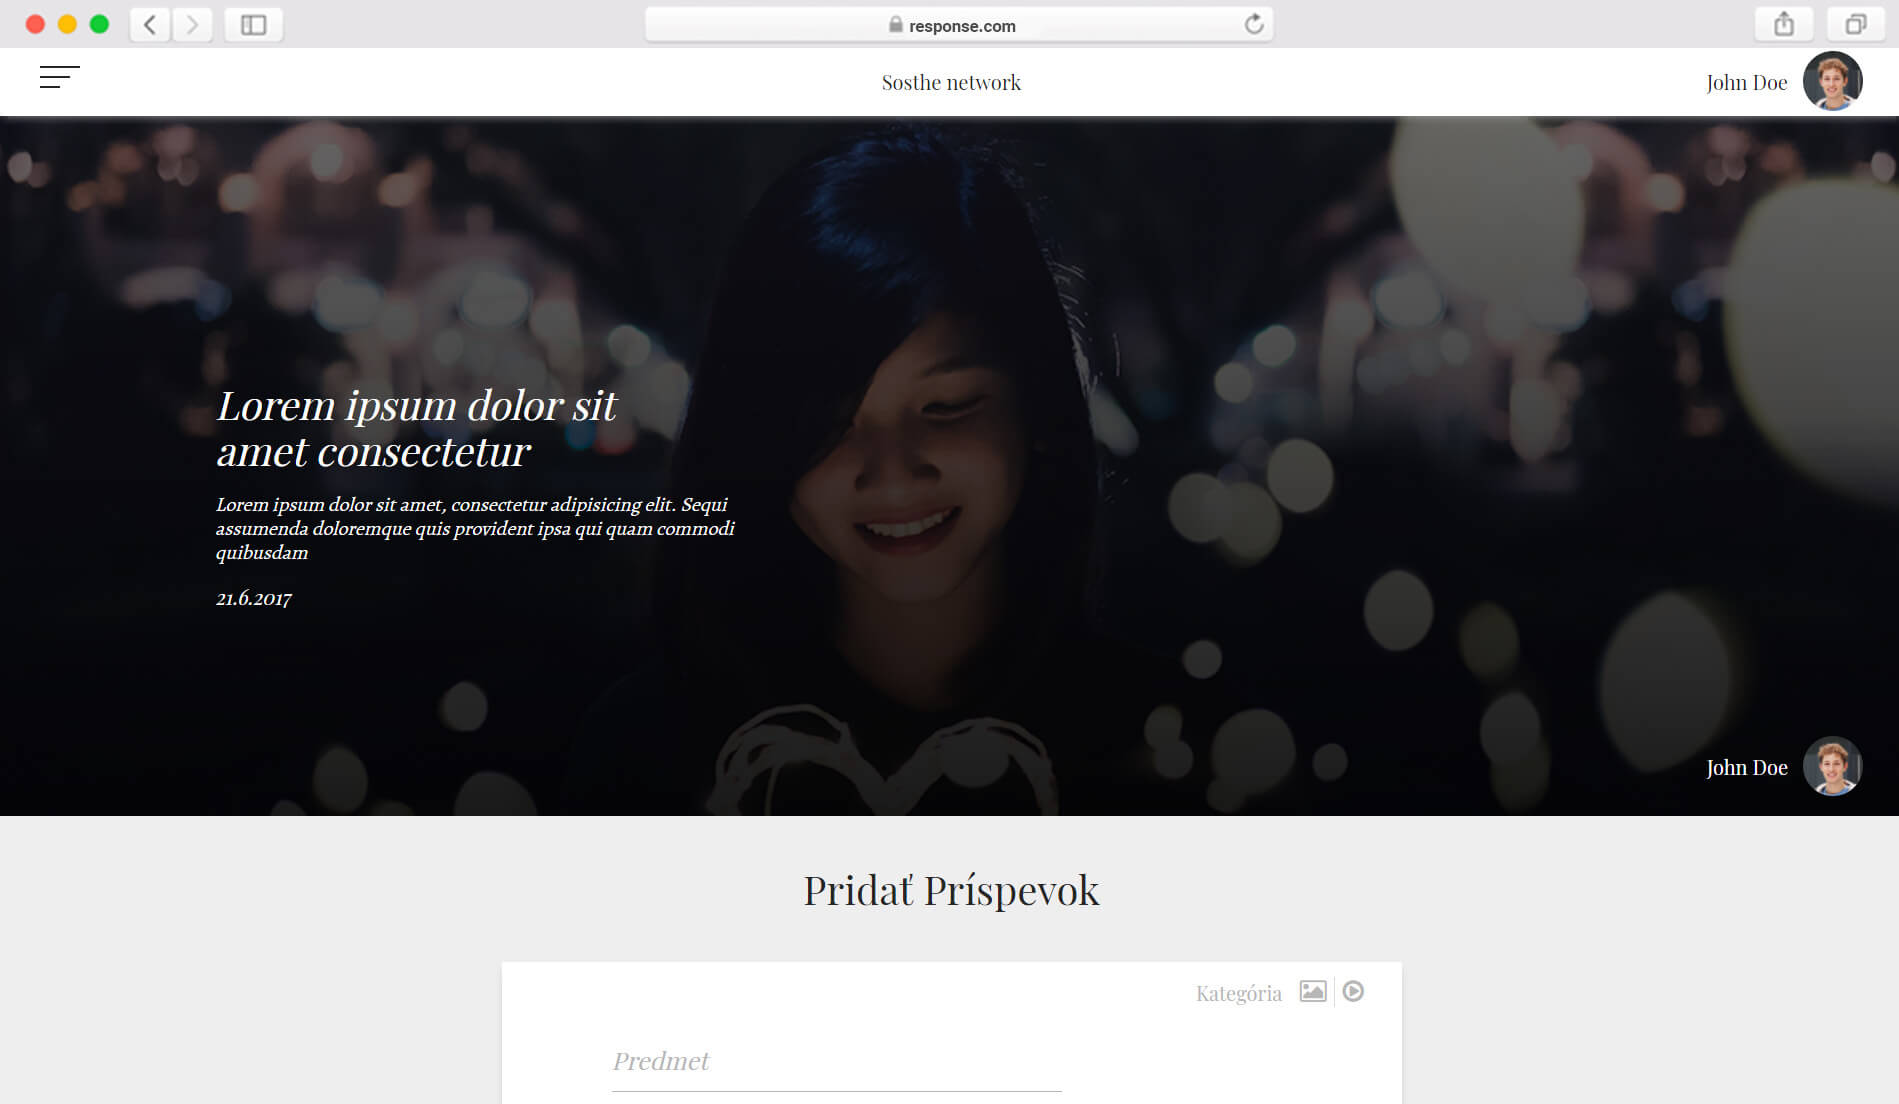 response.com
Sosthe network
John Doe
Lorem ipsum dolor sit
amet consectetur
Lorem ipsum dolor sit amet, consectetur adipisicing elit. Sequi
assumenda doloremque quis provident ipsa qui quam commodi
quibusdam
21.6.2017
John Doe
Pridať Príspevok
Kategória
Predmet